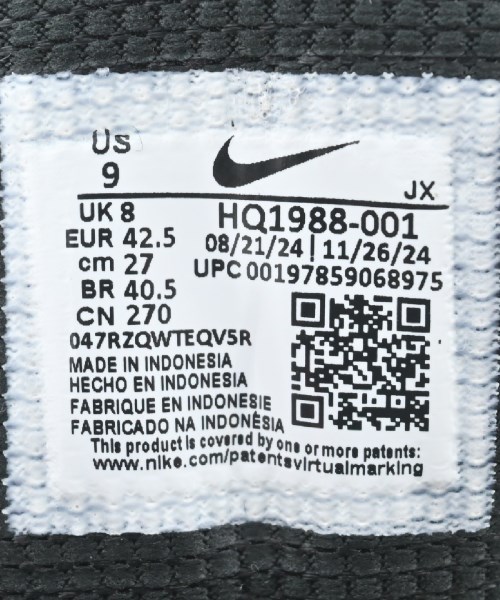 Us
9
JX
UK 8
EUR 42.5
cm 27
BR 40.5
CN 270
HQ1988-001
08/21/24 | 11/26/24
UPC 00197859068975
047RZQWTEQV5R
MADE IN INDONESIA
HECHO EN INDONESIA
FABRIQUE EN INDONESIE
FABRICADO NA INDONÉSIA
This product is covered by one or more patents:
www.nike.com/patentsvirtualmarking